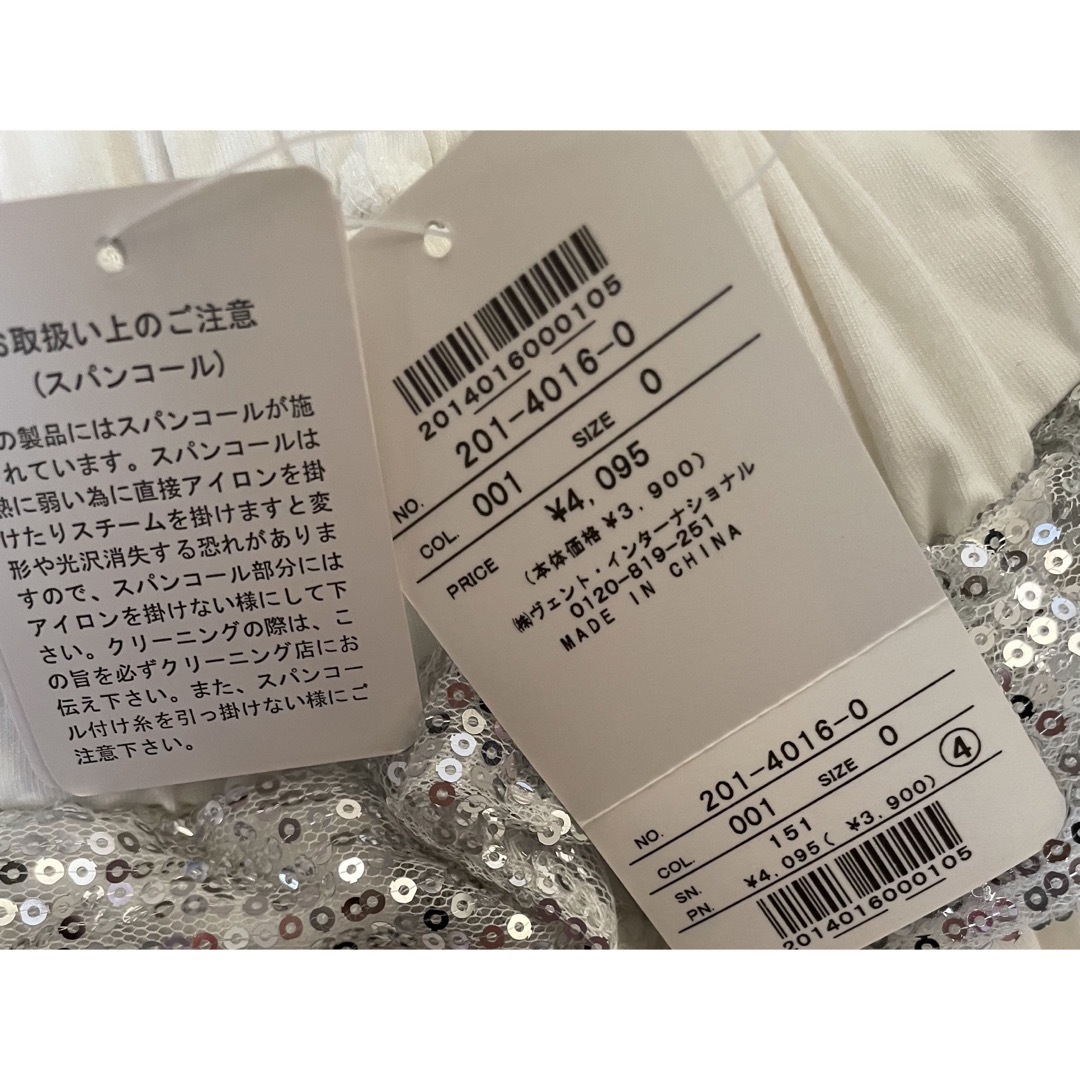 取扱い上のご注意
(スパンコール)
の製品にはスパンコールが施
れています。スパンコールは
熱に弱い為に直接アイロンを掛
けたりスチームを掛けますと変
形や光沢消失する恐れがありま
すので、スパンコール部分には
アイロンを掛けない様にして下
さい。クリーニングの際は、こ
の旨を必ずクリーニング店にお
伝え下さい。また、スパンコー
ル付け糸を引っ掛けない様にご
注意下さい。
2014016000105
NO. 201-4016-0
COL. 001 SIZE 0
PRICE ¥4,095
(本体価格¥3,900)
㈱ヴェント・インターナショナル
0120-819-251
MADE IN CHINA
NO. 201-4016-0
COL. 001 SIZE 0
SN. 151 ④
PN. ¥4,095( ¥3,900)
2014016000105